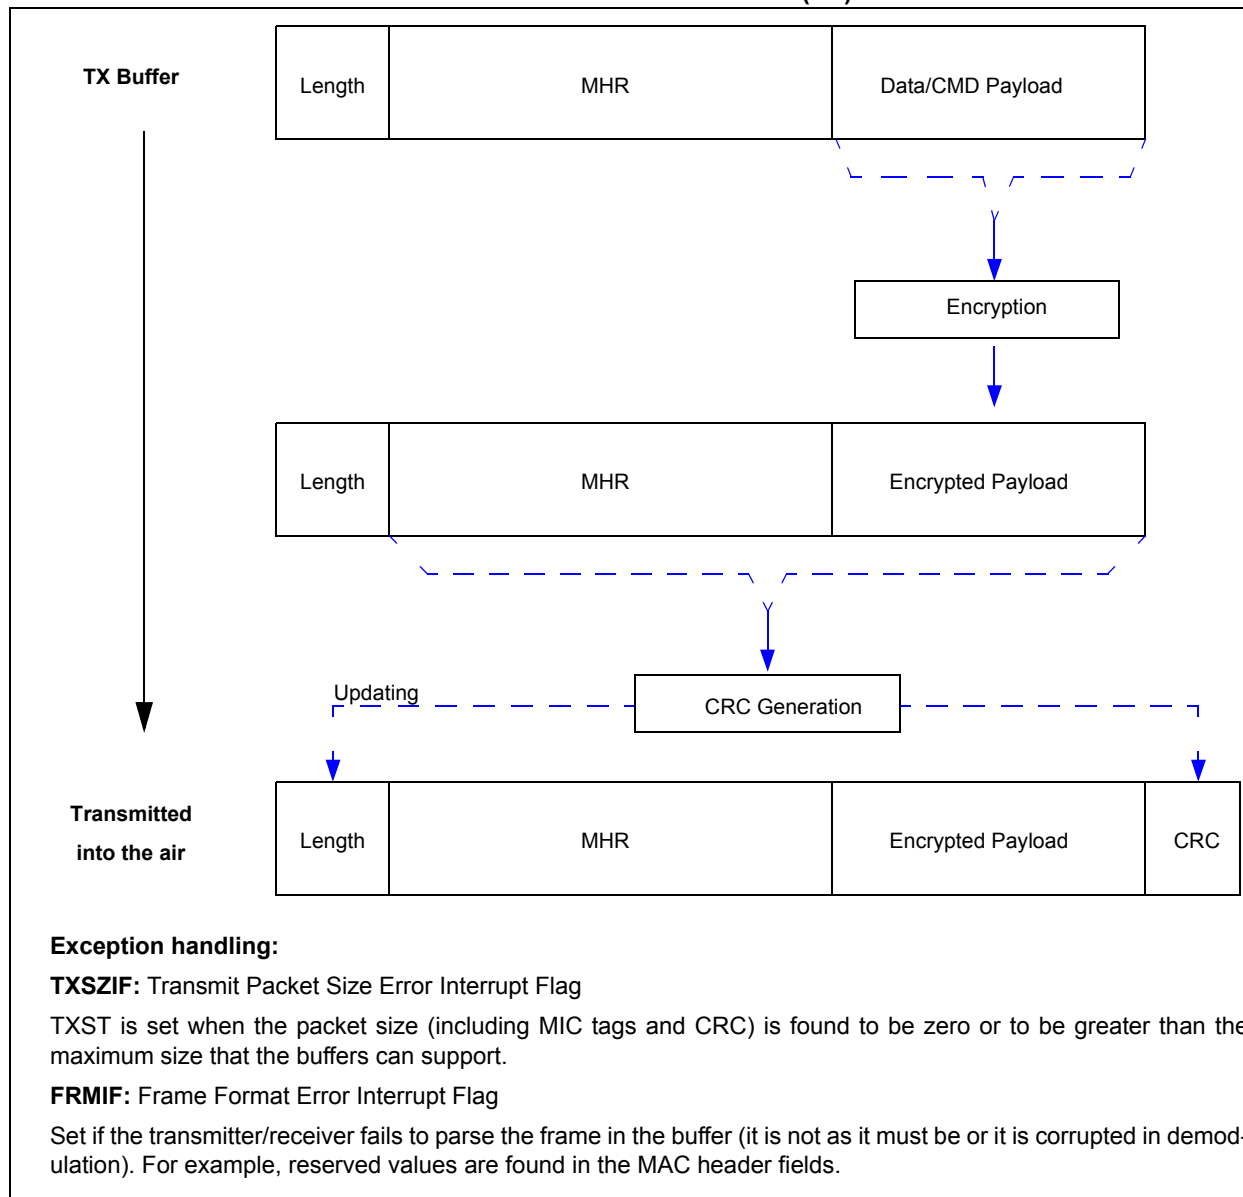 TX Buffer
Length MHR Data/CMD Payload
Encryption
Length MHR Encrypted Payload
Updating
CRC Generation
Transmitted
into the air
Length MHR Encrypted Payload CRC
Exception handling:
TXSZIF: Transmit Packet Size Error Interrupt Flag
TXST is set when the packet size (including MIC tags and CRC) is found to be zero or to be greater than the
maximum size that the buffers can support.
FRMIF: Frame Format Error Interrupt Flag
Set if the transmitter/receiver fails to parse the frame in the buffer (it is not as it must be or it is corrupted in demod-
ulation). For example, reserved values are found in the MAC header fields.